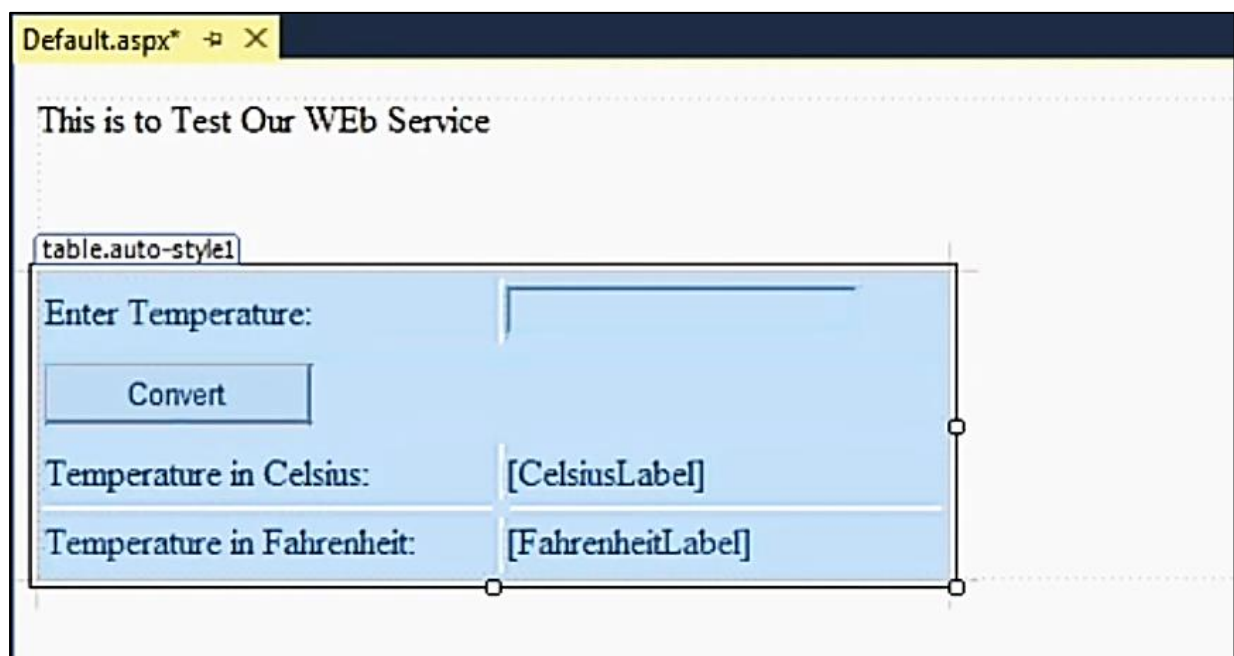 Default.aspx*
This is to Test Our WEb Service
table.auto-style1
Enter Temperature:
Convert
Temperature in Celsius: [CelsiusLabel]
Temperature in Fahrenheit: [FahrenheitLabel]